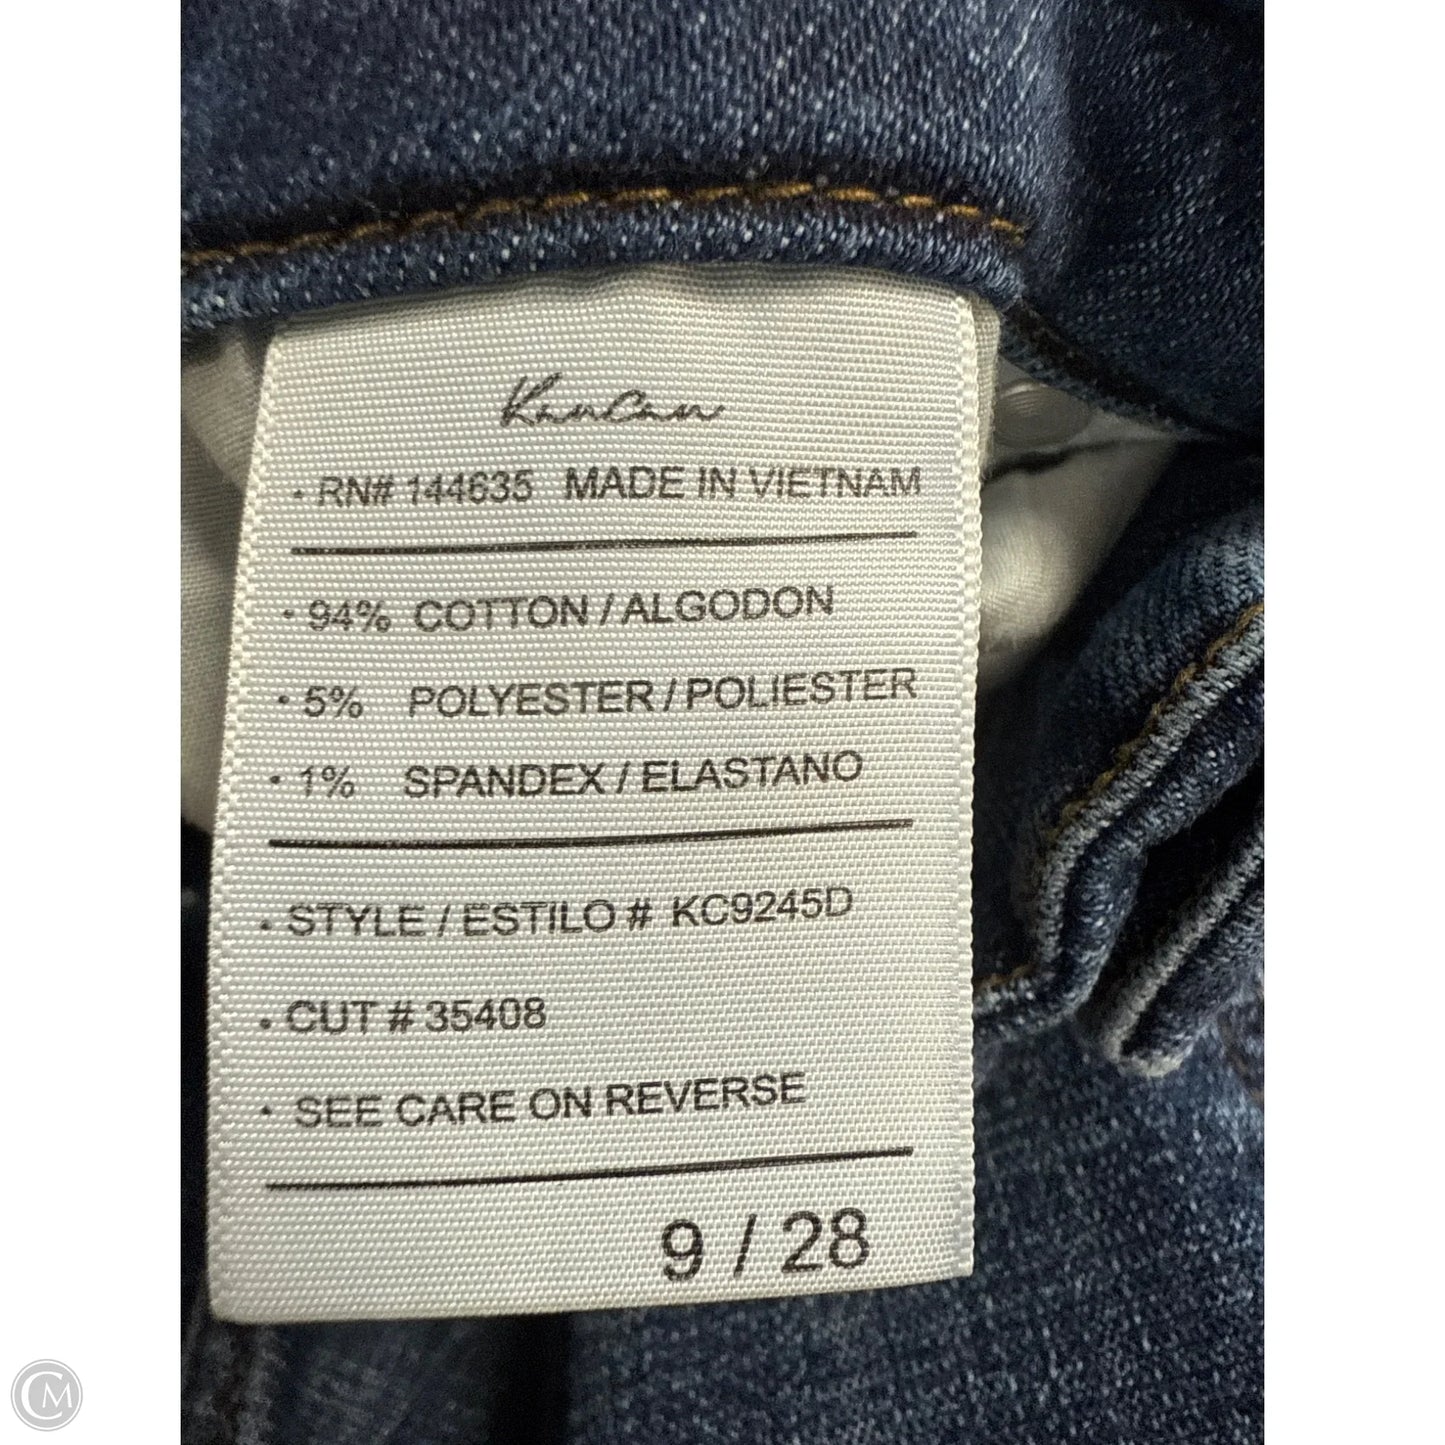 KanCan
• RN# 144635 MADE IN VIETNAM
• 94% COTTON / ALGODON
• 5% POLYESTER / POLIESTER
• 1% SPANDEX / ELASTANO
• STYLE / ESTILO # KC9245D
• CUT # 35408
• SEE CARE ON REVERSE
9 / 28
CM